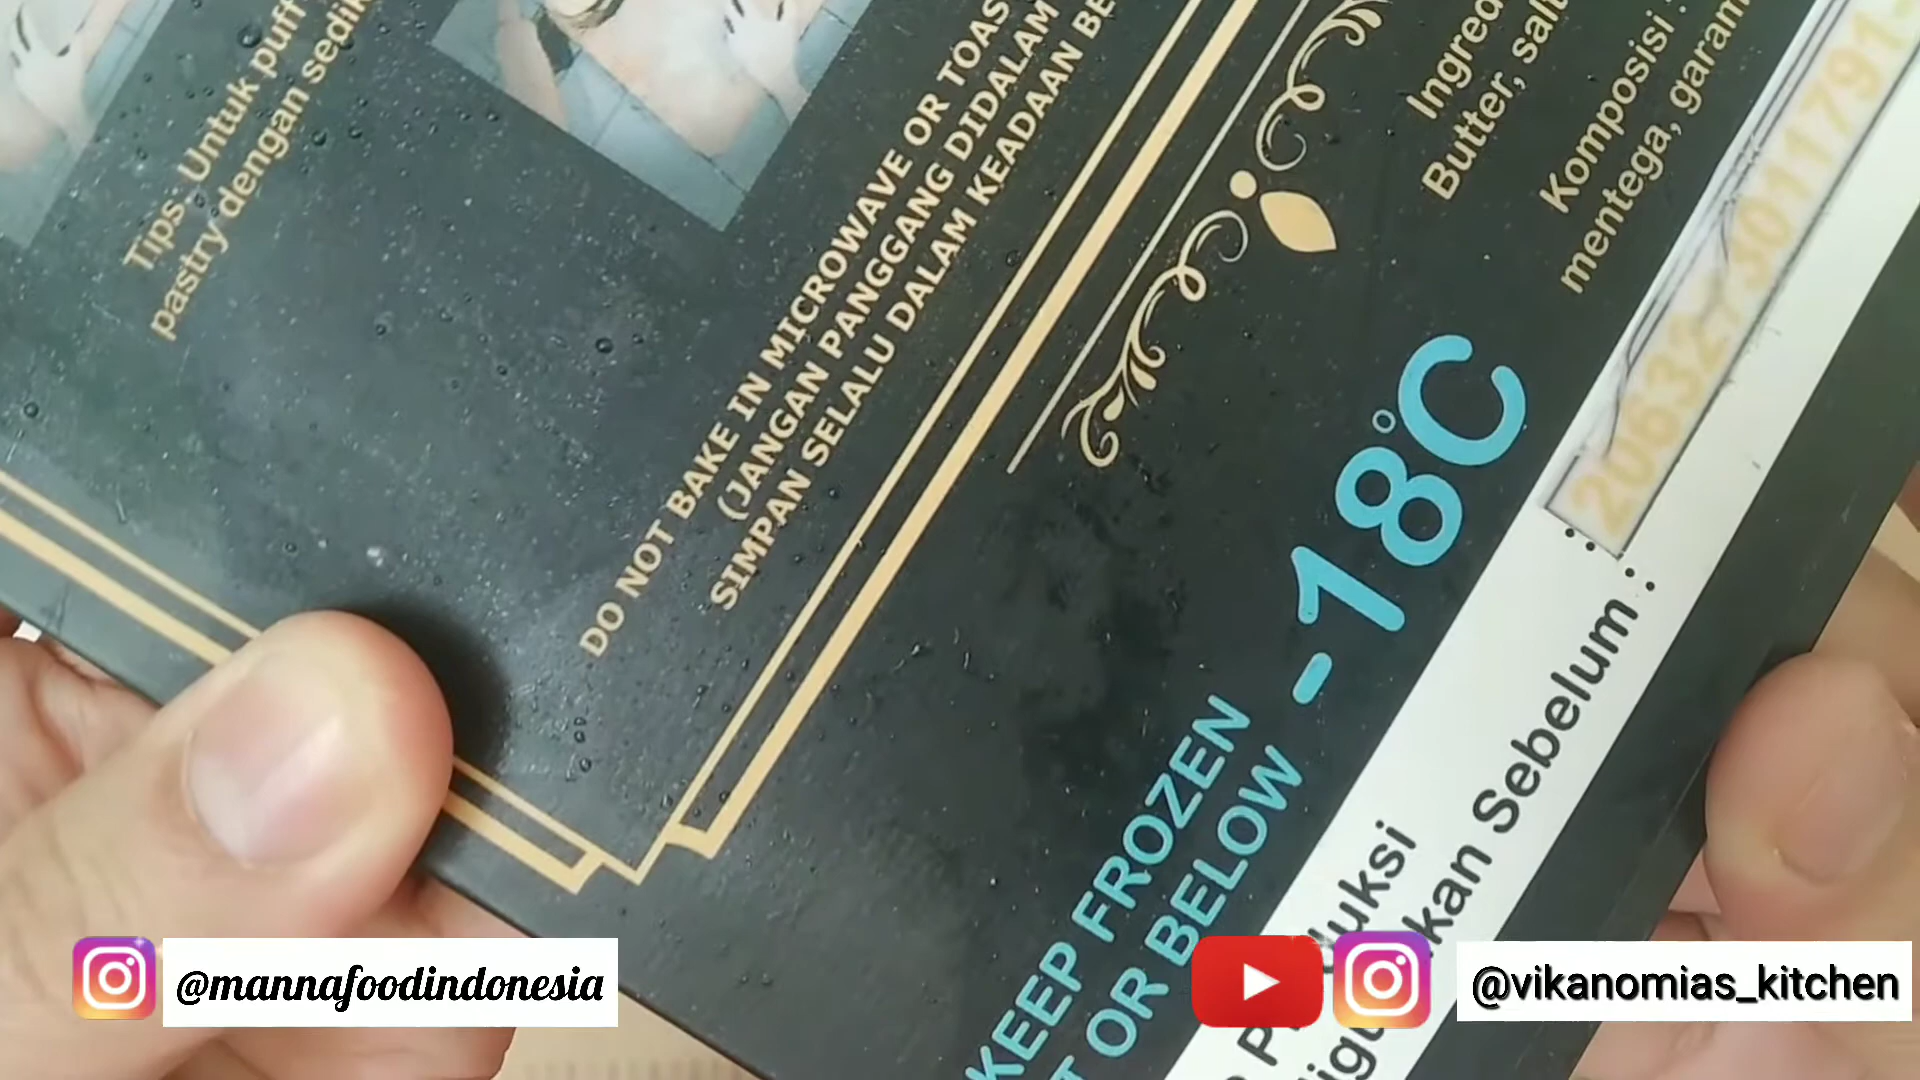 Tips. Untuk puff
pastry dengan sedik
DO NOT BAKE IN MICROWAVE OR TOAS
(JANGAN PANGGANG DIDALAM
SIMPAN SELALU DALAM KEADAAN BE
Ingred
Butter, salt
Komposisi :
mentega, garam
KEEP FROZEN
OR BELOW
-18°C
duksi
kan Sebelum :
@mannafoodindonesia
@vikanomias_kitchen